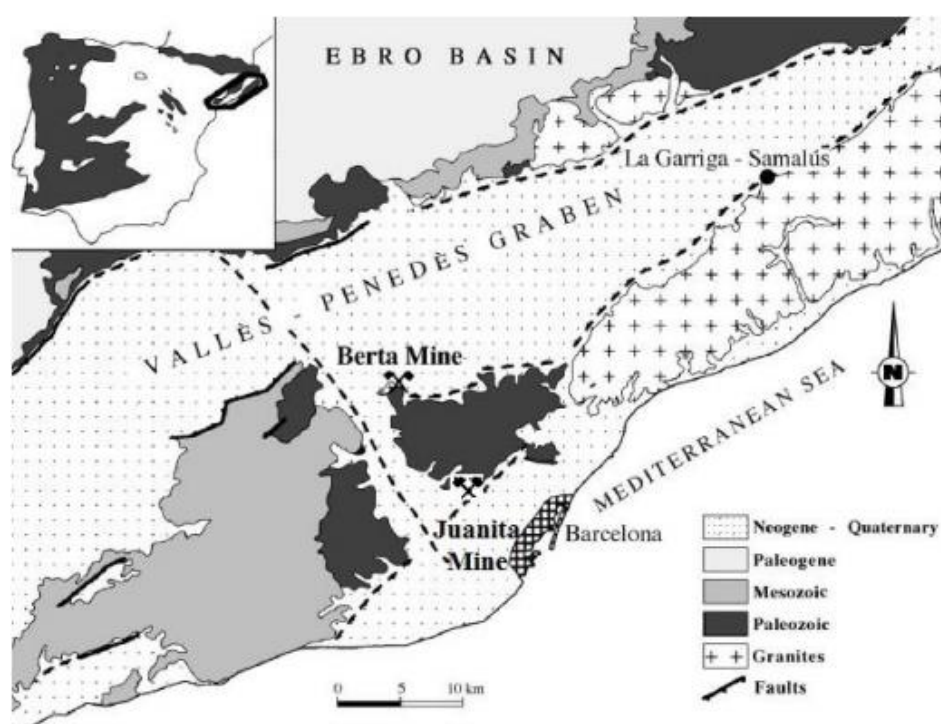 EBRO BASIN
La Garriga - Samalús
VALLÈS - PENEDÈS GRABEN
Berta Mine
N
MEDITERRANEAN SEA
Juanita
Mine
Barcelona
Neogene - Quaternary
Paleogene
Mesozoic
Paleozoic
Granites
Faults
0 5 10 km